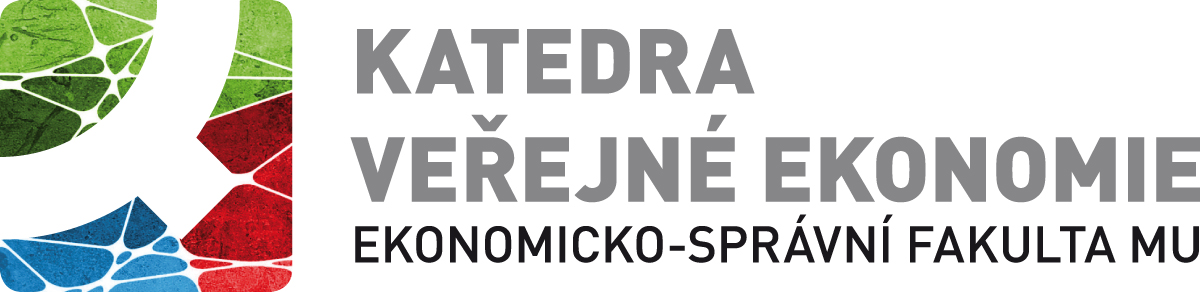 KATEDRA
VEŘEJNÉ EKONOMIE
EKONOMICKO-SPRÁVNÍ FAKULTA MU